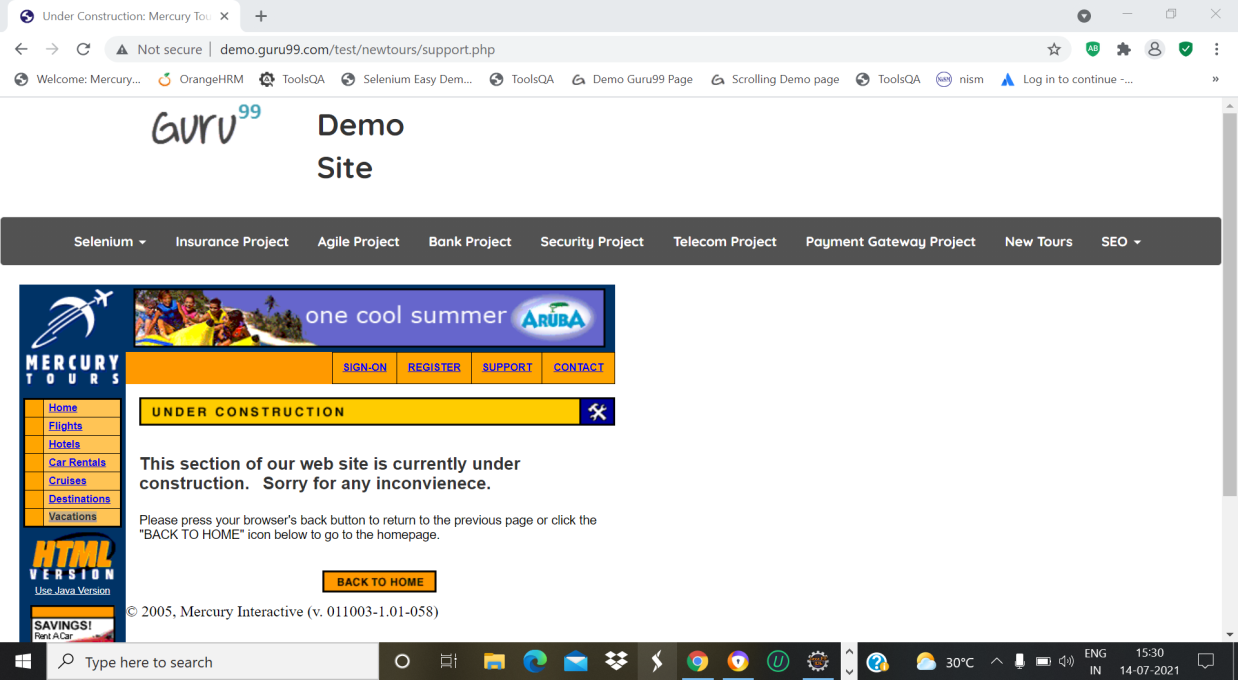 Under Construction: Mercury Tou
Not secure | demo.guru99.com/test/newtours/support.php
AB
Welcome: Mercury... OrangeHRM ToolsQA Selenium Easy Dem... ToolsQA Demo Guru99 Page Scrolling Demo page ToolsQA nism Log in to continue -... »
Guru99
Demo
Site
Selenium Insurance Project Agile Project Bank Project Security Project Telecom Project Payment Gateway Project New Tours SEO
one cool summer ARUBA
MERCURY
TOURS
SIGN-ON REGISTER SUPPORT CONTACT
Home
Flights
Hotels
Car Rentals
Cruises
Destinations
Vacations
UNDER CONSTRUCTION
This section of our web site is currently under
construction. Sorry for any inconvienece.
Please press your browser's back button to return to the previous page or click the
"BACK TO HOME" icon below to go to the homepage.
BACK TO HOME
HTML
VERSION
Use Java Version
SAVINGS!
Rent A Car
© 2005, Mercury Interactive (v. 011003-1.01-058)
Type here to search
30°C
ENG
IN
15:30
14-07-2021